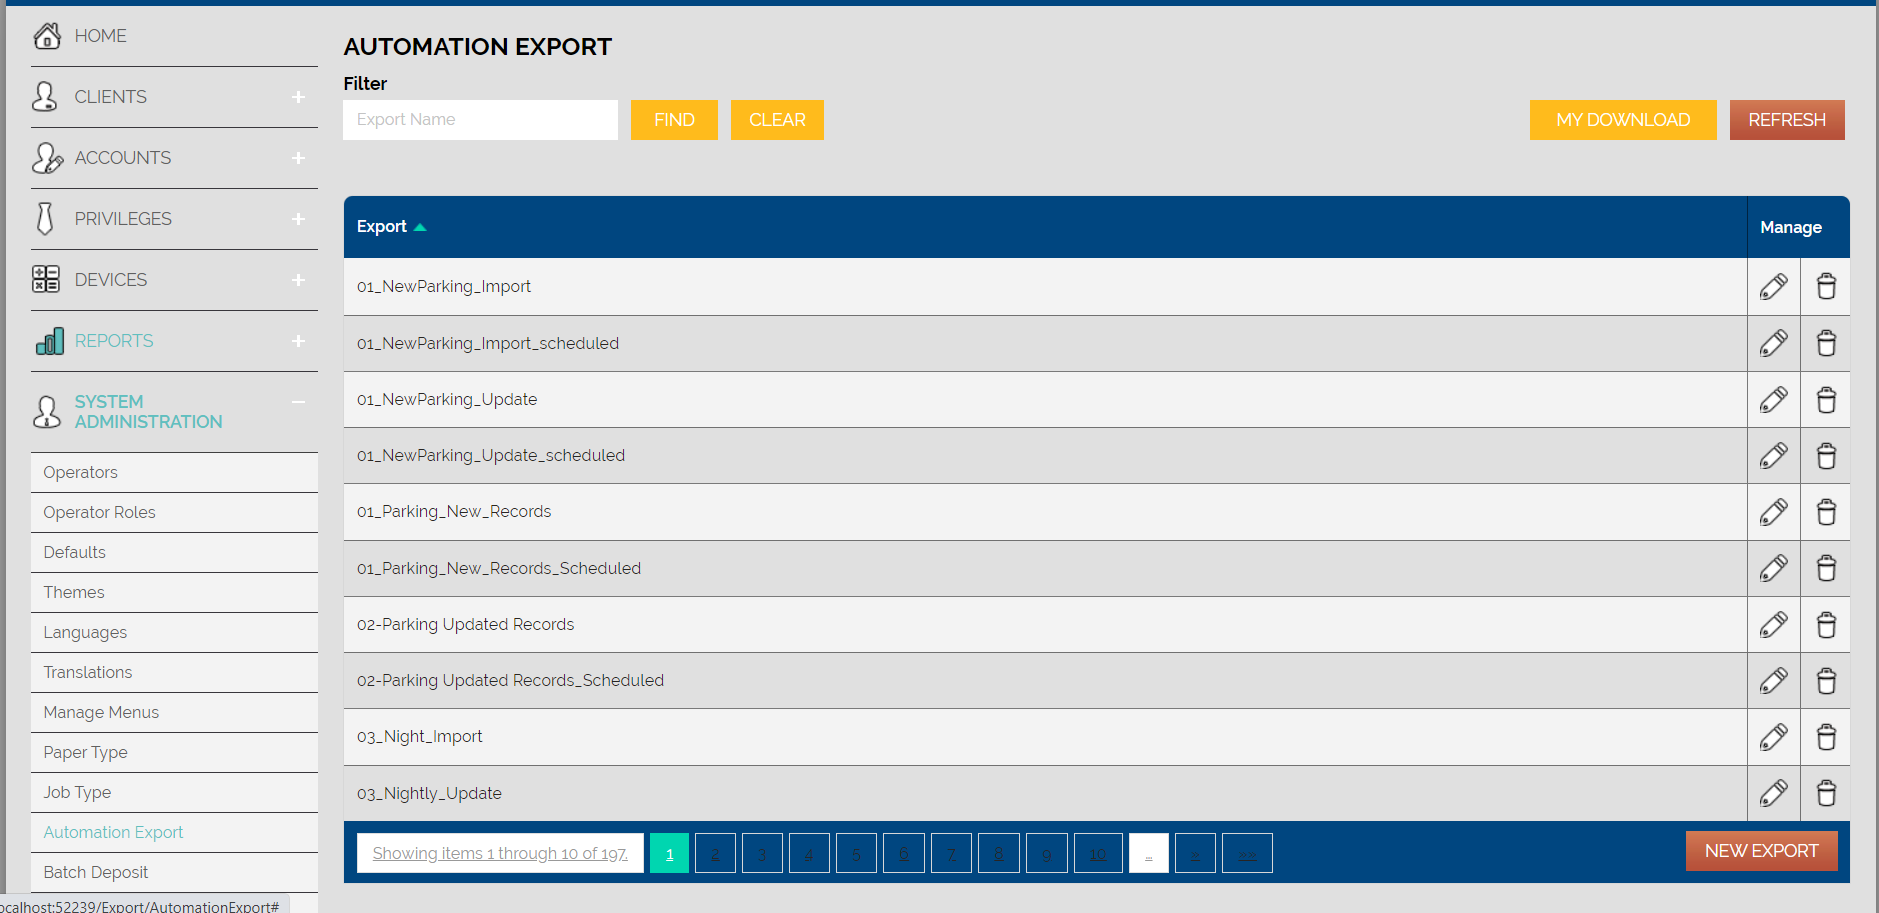 HOME
CLIENTS
ACCOUNTS
PRIVILEGES
DEVICES
REPORTS
SYSTEM
ADMINISTRATION
Operators
Operator Roles
Defaults
Themes
Languages
Translations
Manage Menus
Paper Type
Job Type
Automation Export
Batch Deposit
ocalhost:52239/Export/AutomationExport#
AUTOMATION EXPORT
Filter
Export Name FIND CLEAR MY DOWNLOAD REFRESH
Export Manage
01_NewParking_Import
01_NewParking_Import_scheduled
01_NewParking_Update
01_NewParking_Update_scheduled
01_Parking_New_Records
01_Parking_New_Records_Scheduled
02-Parking Updated Records
02-Parking Updated Records_Scheduled
03_Night_Import
03_Nightly_Update
Showing items 1 through 10 of 197. 1 2 3 4 5 6 7 8 9 10 ... » »» NEW EXPORT